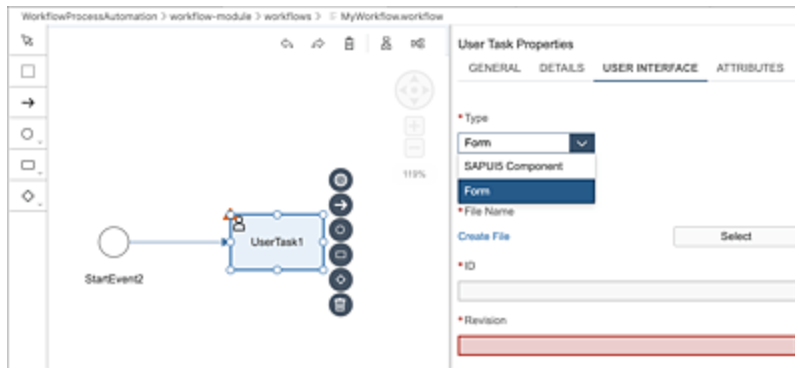 WorkflowProcessAutomation > workflow-module > workflows > MyWorkflow.workflow
User Task Properties
GENERAL DETAILS USER INTERFACE ATTRIBUTES
* Type
Form
SAPUI5 Component
Form
* File Name
Create File Select
* ID
* Revision
119%
UserTask1
StartEvent2